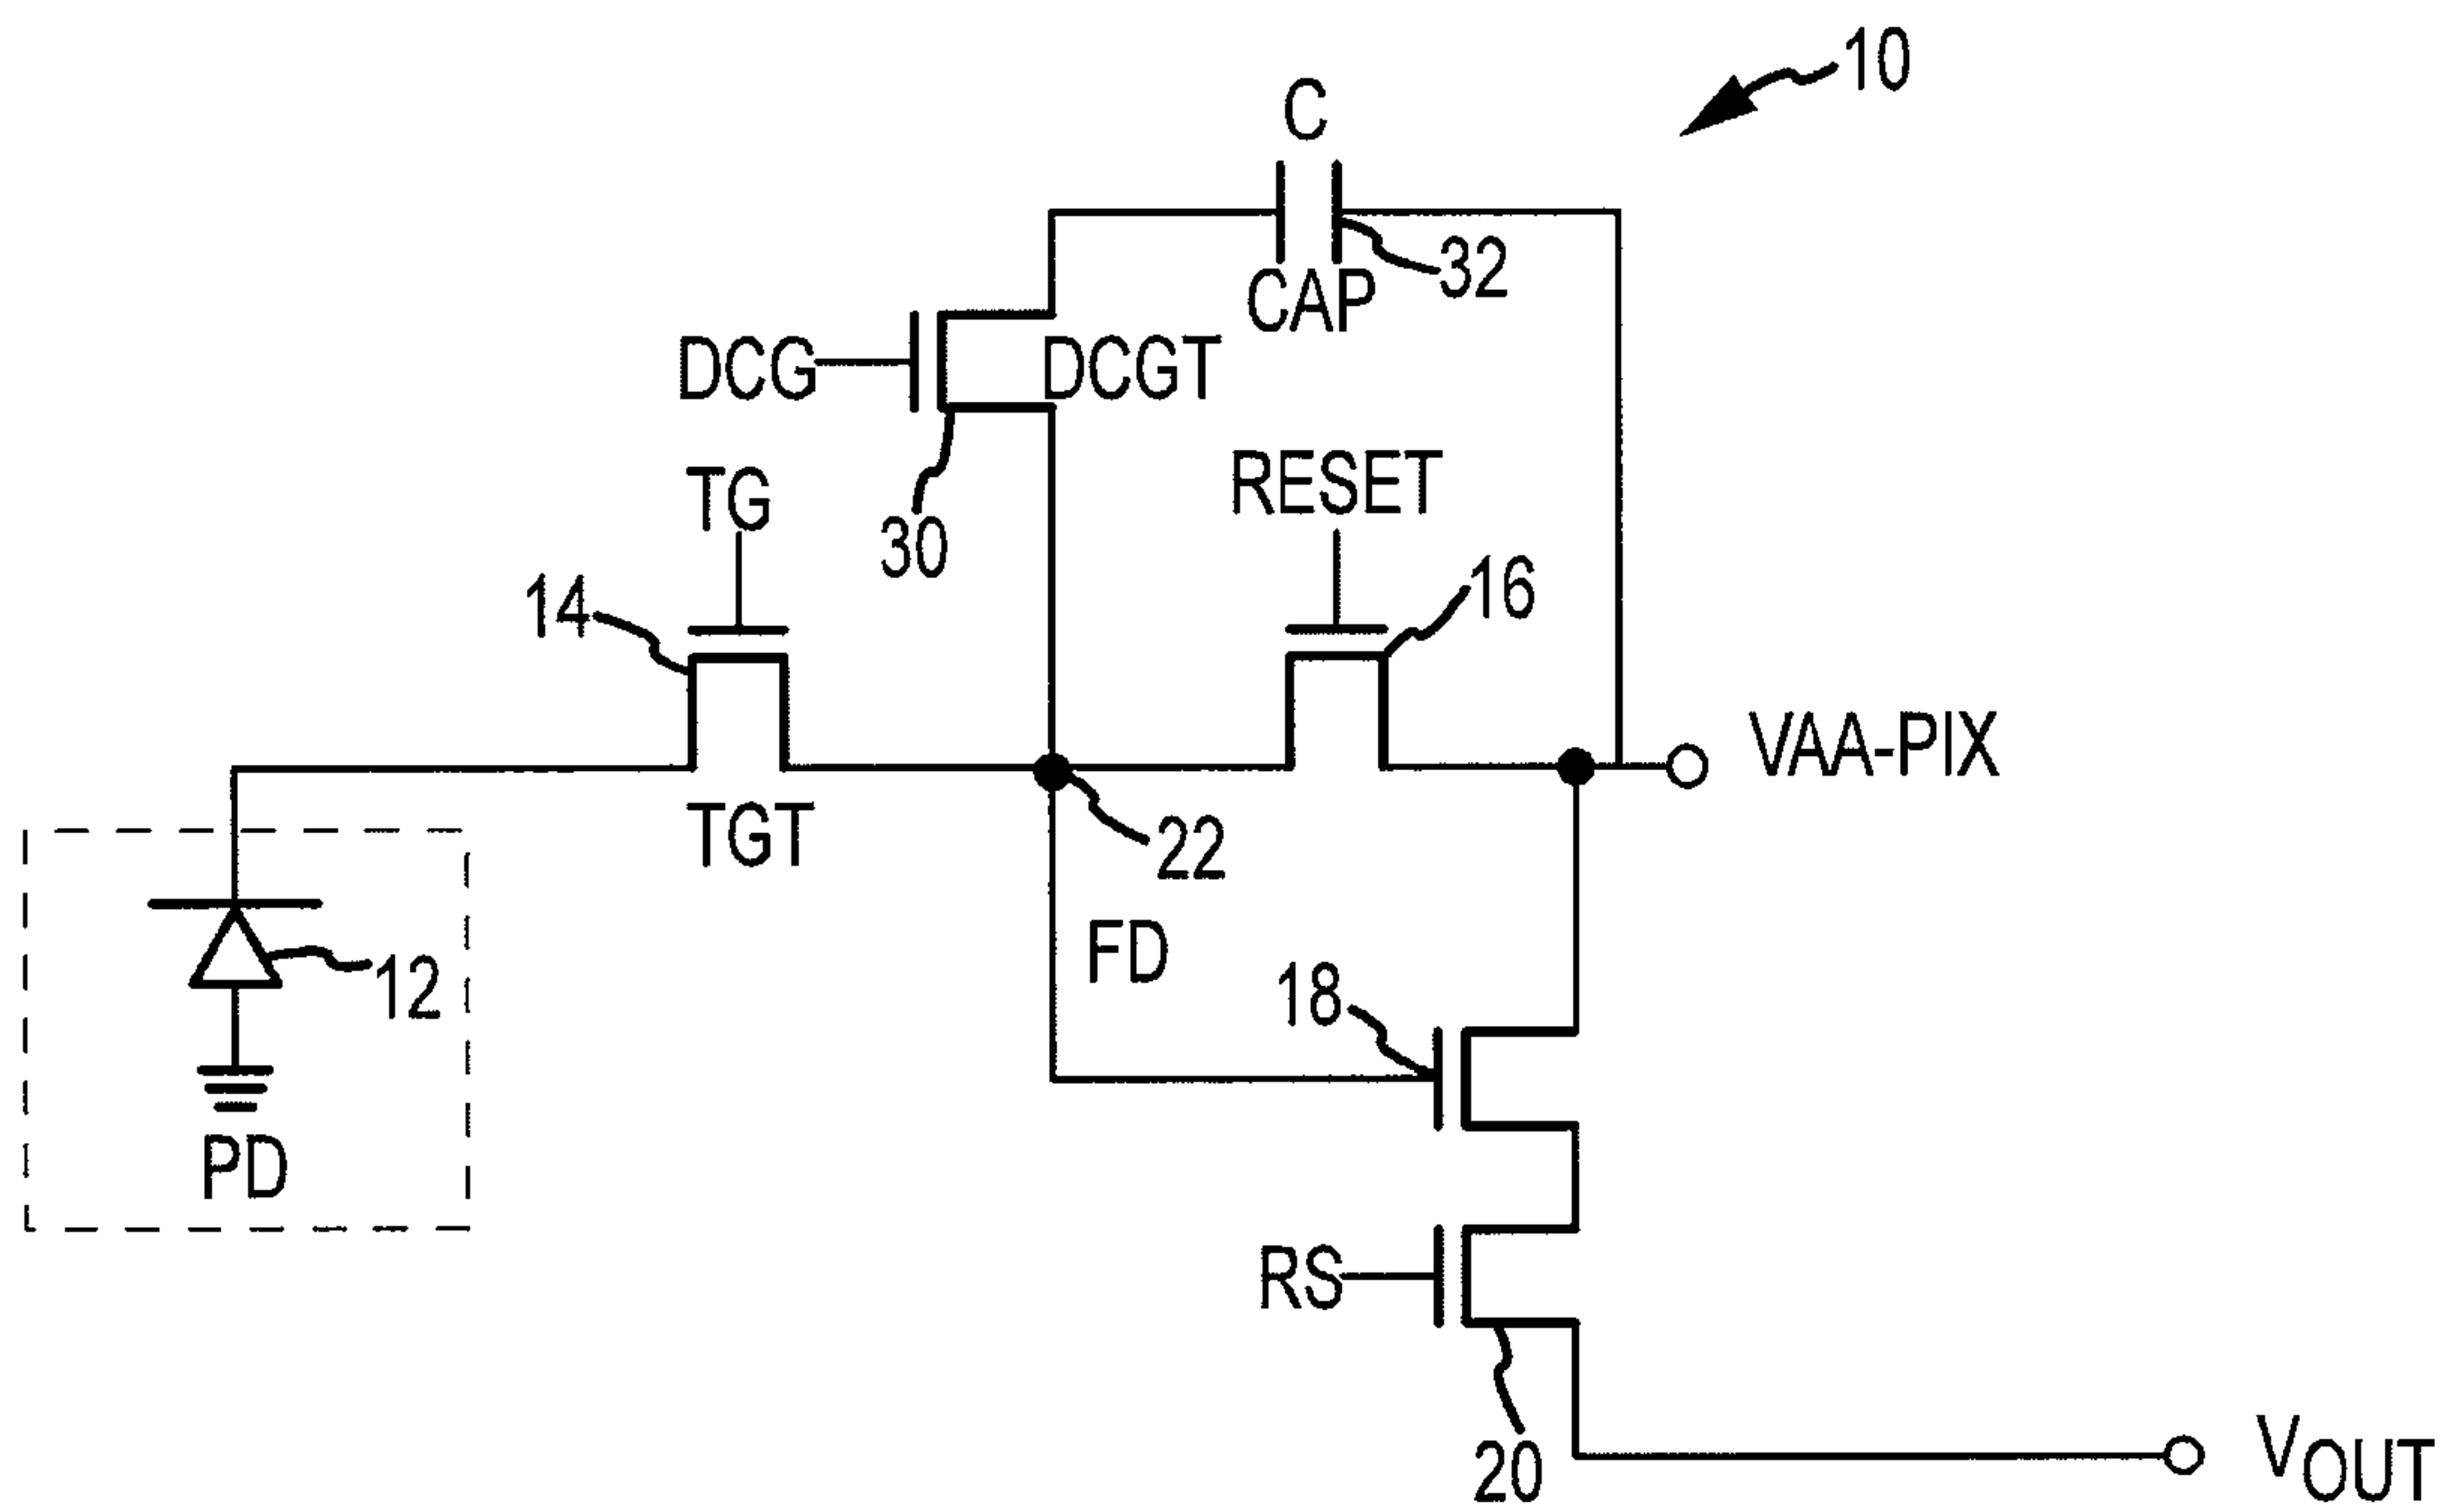 10
C
32
CAP
DCG
DCGT
RESET
TG
30
16
14
VAA-PIX
TGT
22
FD
12
18
PD
RS
20
VOUT